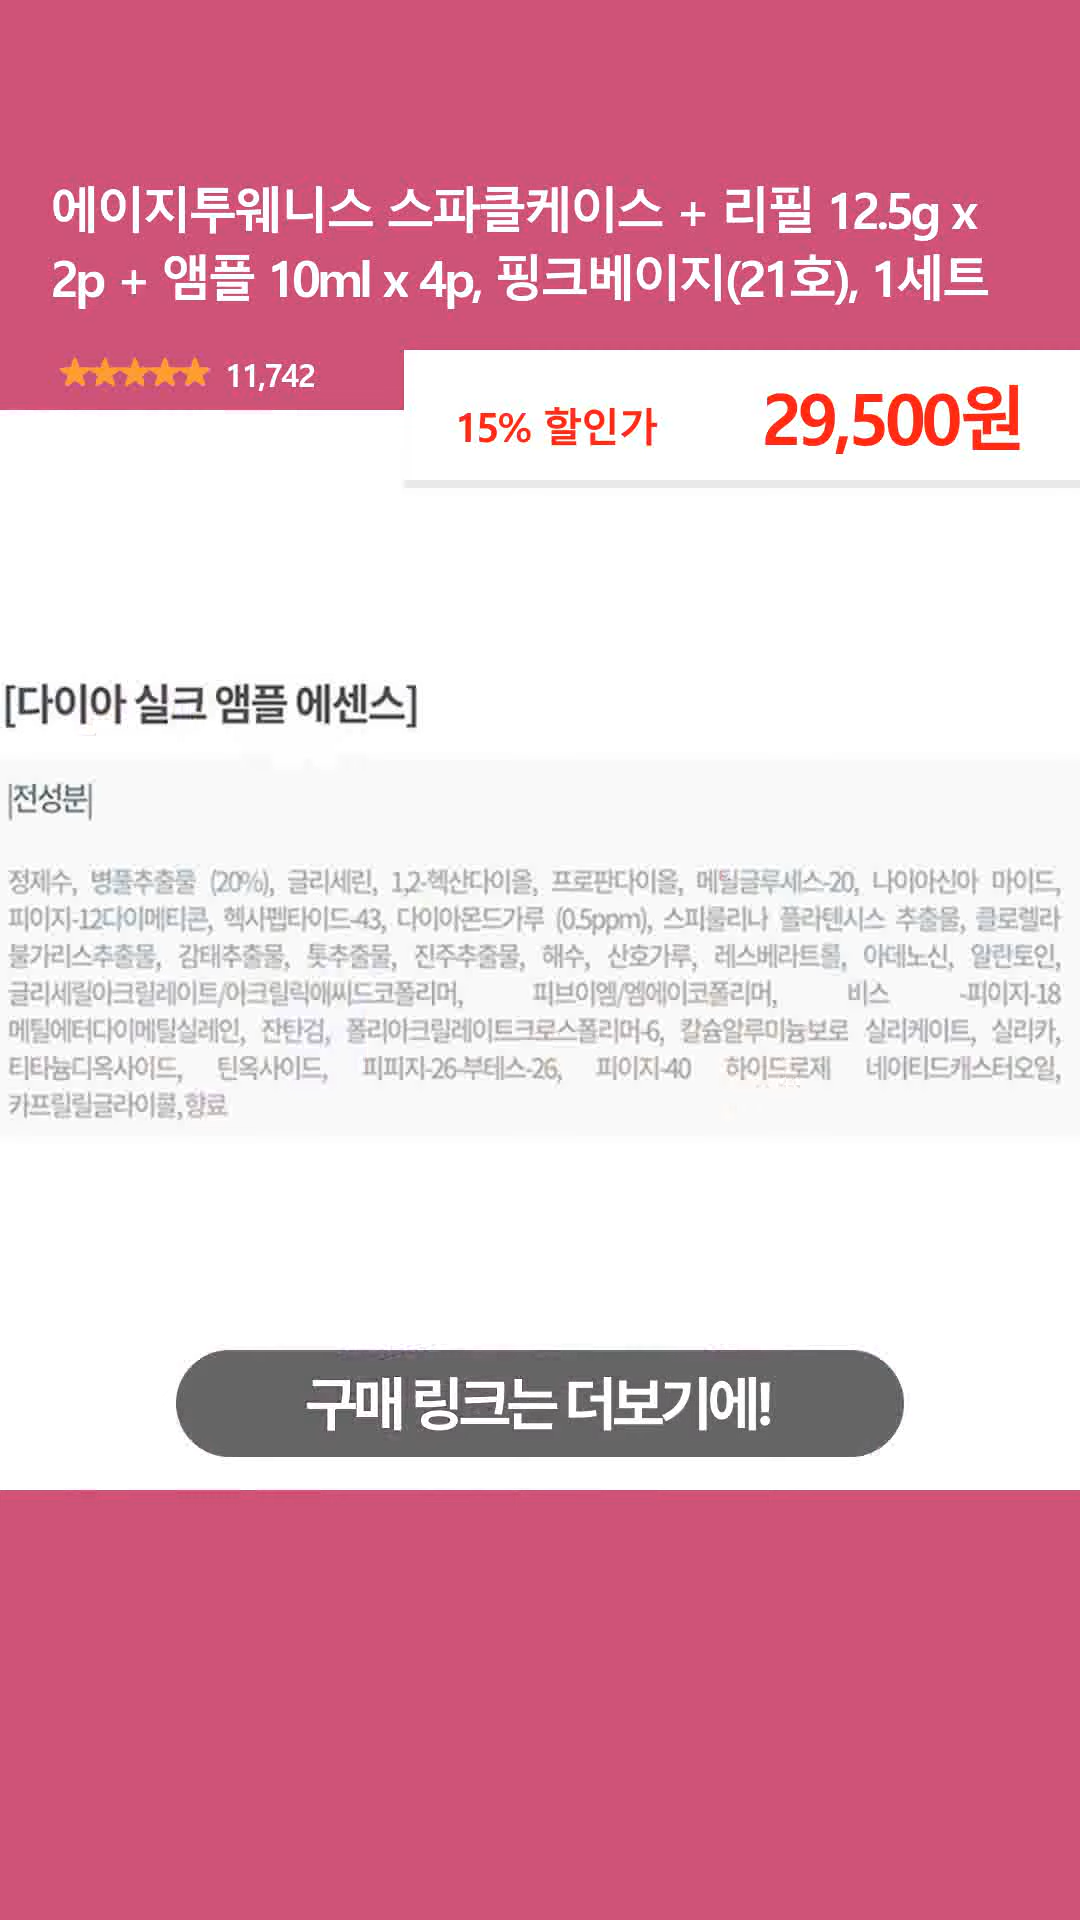 에이지투웨니스 스파클케이스 + 리필 12.5g x
2p + 앰플 10ml x 4p, 핑크베이지(21호), 1세트
11,742
15% 할인가
29,500원
[다이아 실크 앰플 에센스]
|전성분|
정제수, 병풀추출물 (20%), 글리세린, 1,2-헥산다이올, 프로판다이올, 메틸글루세스-20, 나이아신아 마이드,
피이지-12다이메티콘, 헥사펩타이드-43, 다이아몬드가루 (0.5ppm), 스피룰리나 플라텐시스 추출물, 클로렐라
불가리스추출물, 감태추출물, 톳추출물, 진주추출물, 해수, 산호가루, 레스베라트롤, 아데노신, 알란토인,
글리세릴아크릴레이트/아크릴릭애씨드코폴리머, 피브이엠/엠에이코폴리머, 비스 -피이지-18
메틸에터다이메틸실레인, 잔탄검, 폴리아크릴레이트크로스폴리머-6, 칼슘알루미늄보로 실리케이트, 실리카,
티타늄디옥사이드, 틴옥사이드, 피피지-26-부테스-26, 피이지-40 하이드로제 네이티드캐스터오일,
카프릴릴글라이콜, 향료
구매 링크는 더보기에!